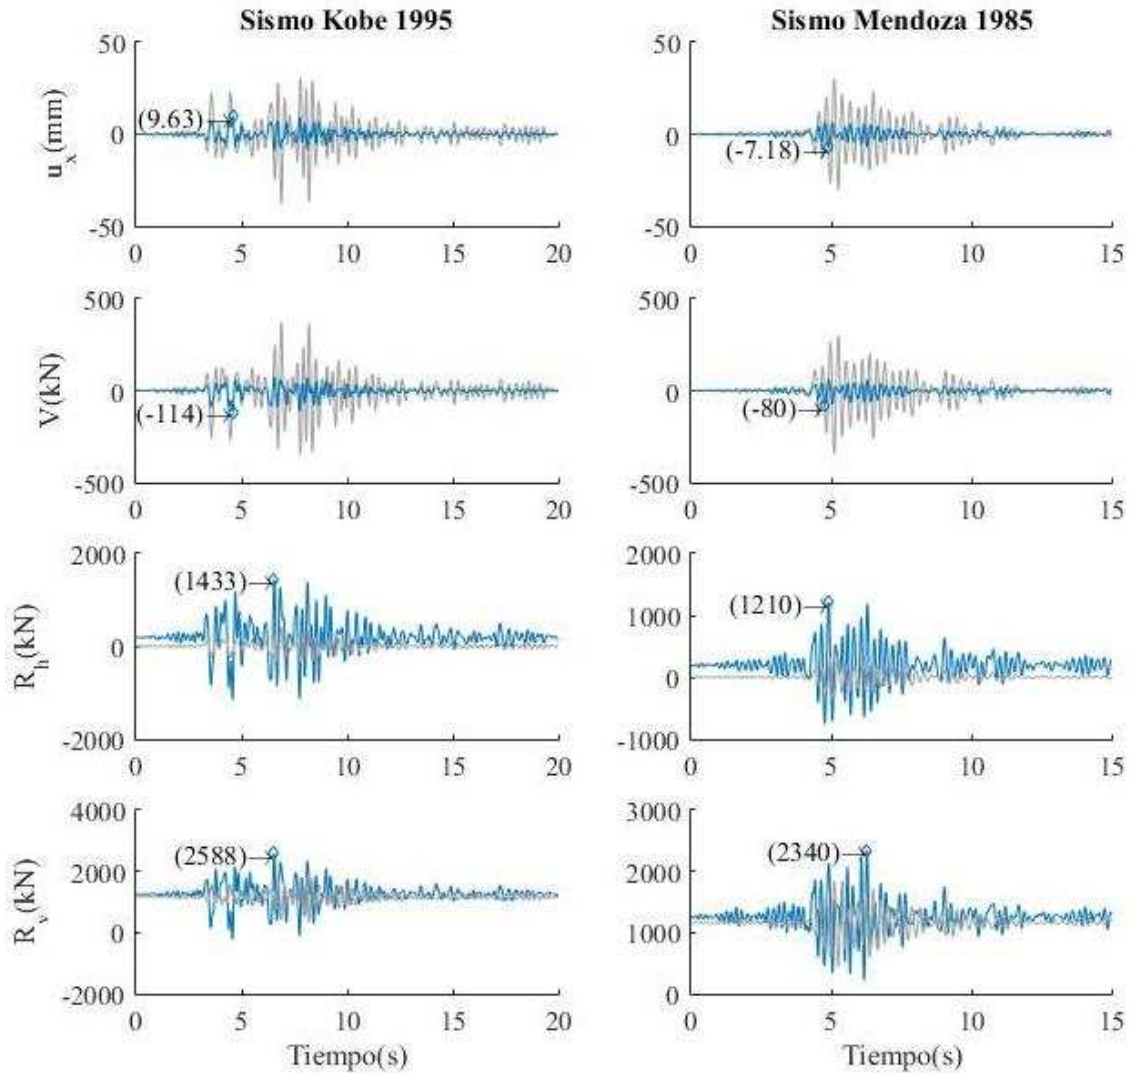 Sismo Kobe 1995
50
0
-50
u_x(mm)
(9.63)
0 5 10 15 20
Sismo Mendoza 1985
50
0
-50
(-7.18)
0 5 10 15
500
0
-500
V(kN)
(-114)
0 5 10 15 20
500
0
-500
(-80)
0 5 10 15
2000
0
-2000
R_h(kN)
(1433)
0 5 10 15 20
2000
1000
0
-1000
(1210)
0 5 10 15
4000
2000
0
-2000
R_v(kN)
(2588)
0 5 10 15 20
Tiempo(s)
3000
2000
1000
0
(2340)
0 5 10 15
Tiempo(s)